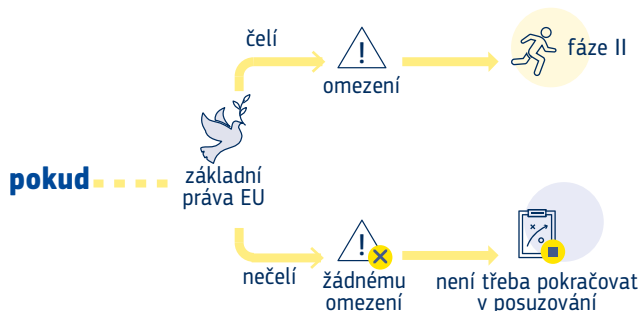 pokud
základní
práva EU
čelí
omezení
fáze II
nečelí
žádnému
omezení
není třeba pokračovat
v posuzování